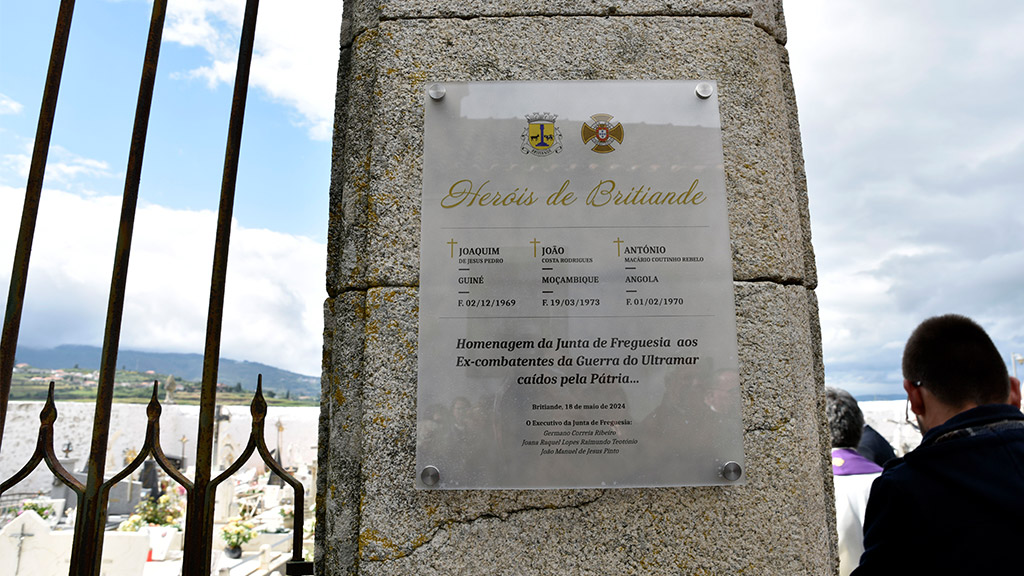 Heróis de Britiande
JOAQUIM
DE JESUS PEDRO
GUINÉ
F. 02/12/1969
JOÃO
COSTA RODRIGUES
MOÇAMBIQUE
F. 19/03/1973
ANTÓNIO
MACÁRIO COUTINHO REBELO
ANGOLA
F. 01/02/1970
Homenagem da Junta de Freguesia aos
Ex-combatentes da Guerra do Ultramar
caídos pela Pátria...
Britiande, 18 de maio de 2024
O Executivo da Junta de Freguesia:
Germano Correia Ribeiro
Joana Raquel Lopes Raimundo Teotónio
João Manuel de Jesus Pinto